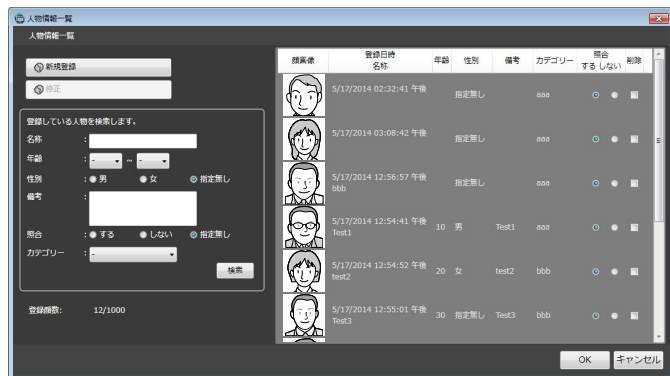 人物情報一覧
人物情報一覧
新規登録
修正
登録している人物を検索します。
名称 :
年齢 : - ~ -
性別 : 男 女 指定無し
備考 :
照合 : する しない 指定無し
カテゴリー : -
検索
登録顔数: 12/1000
顔画像 登録日時 名称 年齢 性別 備考 カテゴリー 照合 する しない 削除
5/17/2014 02:32:41 午後 指定無し aaa
5/17/2014 03:08:42 午後 指定無し aaa
5/17/2014 12:56:57 午後 指定無し aaa
bbb
5/17/2014 12:54:41 午後 10 男 Test1 aaa
Test1
5/17/2014 12:54:52 午後 20 女 test2 bbb
test2
5/17/2014 12:55:01 午後 30 指定無し Test3 bbb
Test3
OK キャンセル